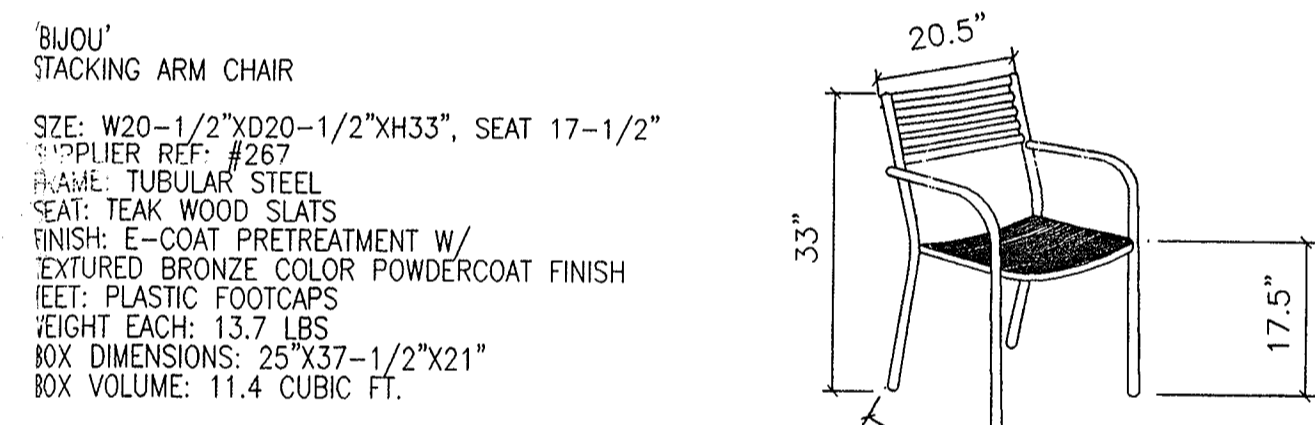 'BIJOU'
STACKING ARM CHAIR
SIZE: W20-1/2"XD20-1/2"XH33", SEAT 17-1/2"
SUPPLIER REF: #267
FRAME: TUBULAR STEEL
SEAT: TEAK WOOD SLATS
FINISH: E-COAT PRETREATMENT W/
TEXTURED BRONZE COLOR POWDERCOAT FINISH
FEET: PLASTIC FOOTCAPS
WEIGHT EACH: 13.7 LBS
BOX DIMENSIONS: 25"X37-1/2"X21"
BOX VOLUME: 11.4 CUBIC FT.
20.5"
33"
17.5"